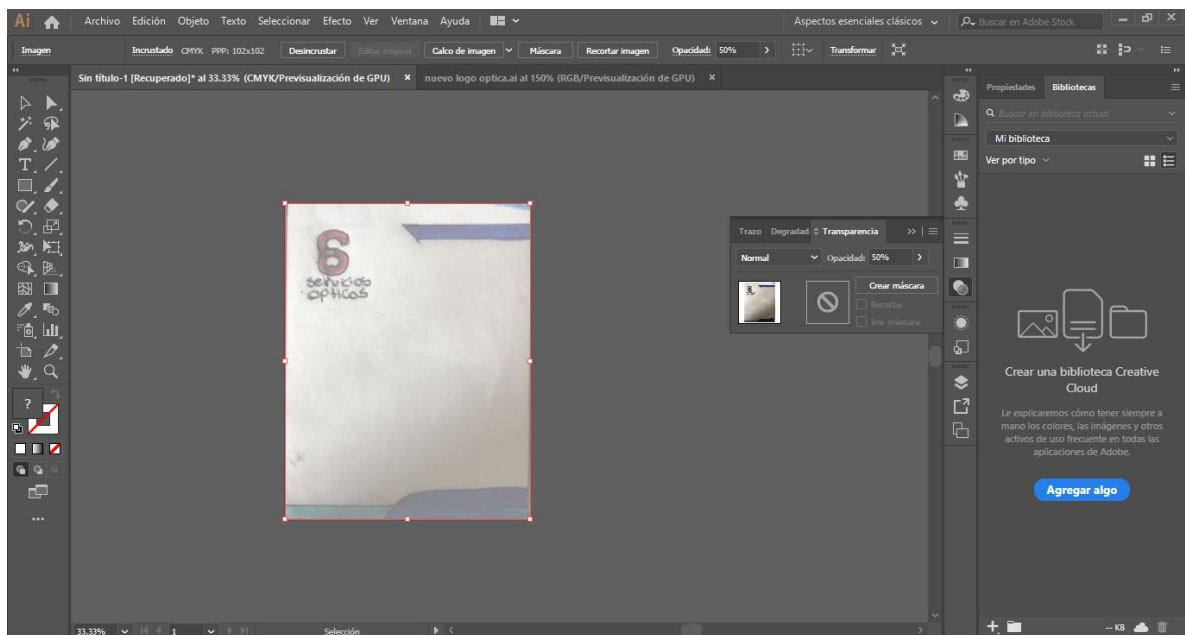 Ai Archivo Edición Objeto Texto Seleccionar Efecto Ver Ventana Ayuda Aspectos esenciales clásicos Buscar en Adobe Stock
Imagen Incrustado CMYK PPP: 102x102 Desincrustar Editar original Calco de imagen Máscara Recortar imagen Opacidad: 50% Transformar
Sin título-1 [Recuperado]* al 33.33% (CMYK/Previsualización de GPU) × nuevo logo optica.ai al 150% (RGB/Previsualización de GPU) ×
Propiedades Bibliotecas
Buscar en biblioteca actual
Mi biblioteca
Ver por tipo
6
servicios
opticos
Trazo Degradad Transparencia
Normal Opacidad: 50%
Crear máscara
Recortar
Inv. máscara
?
Crear una biblioteca Creative
Cloud
Le explicaremos cómo tener siempre a
mano los colores, las imágenes y otros
activos de uso frecuente en todas las
aplicaciones de Adobe.
Agregar algo
33.33% 1 Selección
-- KB